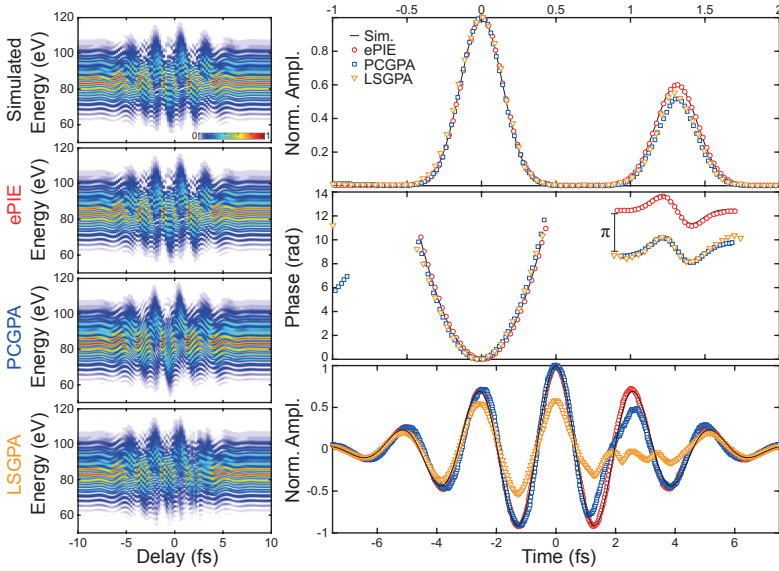 Simulated
Energy (eV)
120
100
80
60
0 1
ePIE
Energy (eV)
120
100
80
60
PCGPA
Energy (eV)
120
100
80
60
LSGPA
Energy (eV)
120
100
80
60
-10 -5 0 5 10
Delay (fs)
-1 -0.5 0 0.5 1 1.5 2
Norm. Ampl.
0.8
0.6
0.4
0.2
Sim.
ePIE
PCGPA
LSGPA
Phase (rad)
14
12
10
8
6
4
2
0
π
Norm. Ampl.
1
0.5
0
-0.5
-1
-6 -4 -2 0 2 4 6
Time (fs)